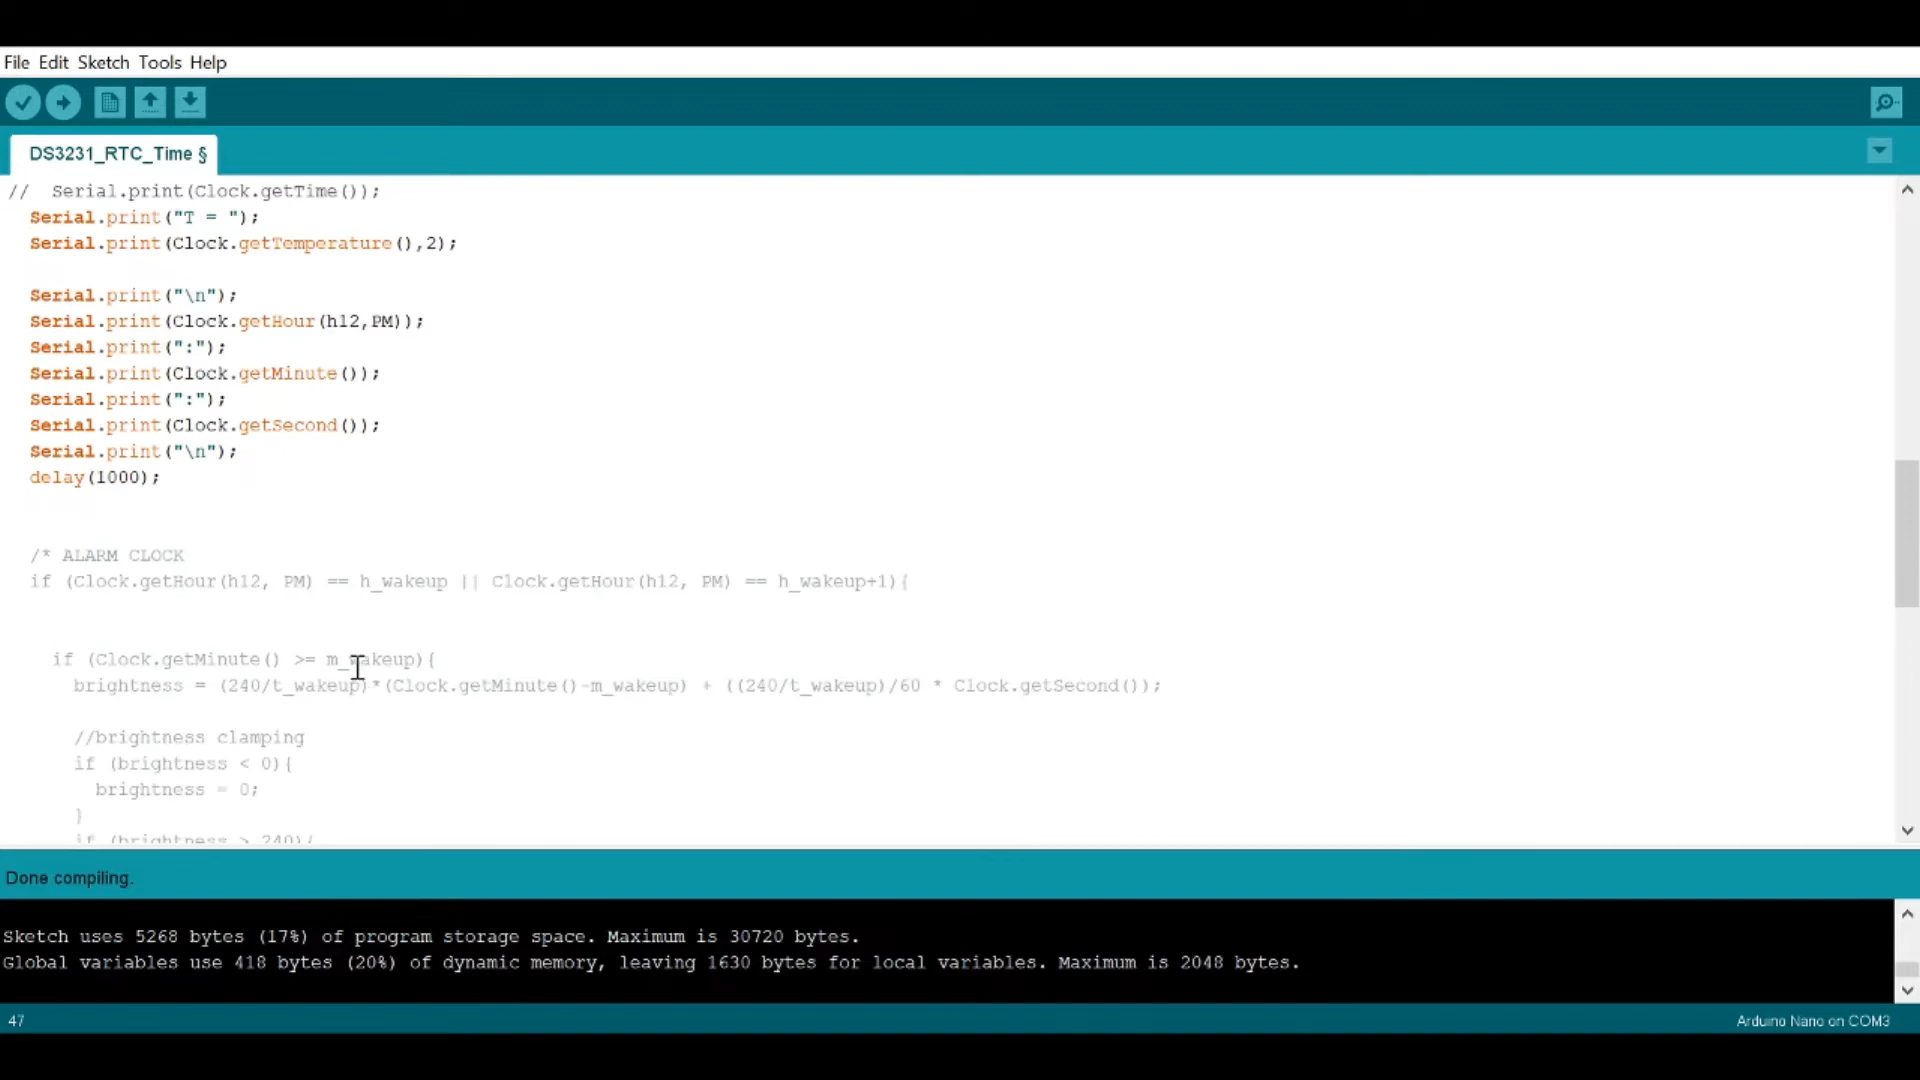 File Edit Sketch Tools Help
DS3231_RTC_Time §
//  Serial.print(Clock.getTime());
Serial.print("T = ");
Serial.print(Clock.getTemperature(),2);
Serial.print("\n");
Serial.print(Clock.getHour(h12,PM));
Serial.print(":");
Serial.print(Clock.getMinute());
Serial.print(":");
Serial.print(Clock.getSecond());
Serial.print("\n");
delay(1000);
/* ALARM CLOCK
if (Clock.getHour(h12, PM) == h_wakeup || Clock.getHour(h12, PM) == h_wakeup+1){
if (Clock.getMinute() >= m_wakeup){
brightness = (240/t_wakeup)*(Clock.getMinute()-m_wakeup) + ((240/t_wakeup)/60 * Clock.getSecond());
//brightness clamping
if (brightness < 0){
brightness = 0;
}
if (brightness > 240){
Done compiling.
Sketch uses 5268 bytes (17%) of program storage space. Maximum is 30720 bytes.
Global variables use 418 bytes (20%) of dynamic memory, leaving 1630 bytes for local variables. Maximum is 2048 bytes.
47
Arduino Nano on COM3